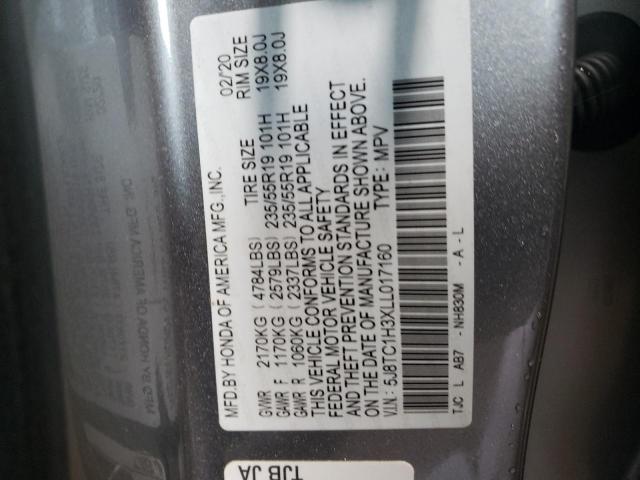 MFD.BY HONDA OF AMERICA MFG.,INC. 02/20
TIRE SIZE RIM SIZE
GVWR 2170KG (4784LBS)
GAWR F 1170KG (2579LBS) 235/55R19 101H 19X8.0J
GAWR R 1060KG (2337LBS) 235/55R19 101H 19X8.0J
THIS VEHICLE CONFORMS TO ALL APPLICABLE
FEDERAL MOTOR VEHICLE SAFETY
AND THEFT PREVENTION STANDARDS IN EFFECT
ON THE DATE OF MANUFACTURE SHOWN ABOVE.
V.I.N.: 5J8TC1H3XLL017160 TYPE: MPV
TJC L AB7 - NH830M - A - L
TJB JA